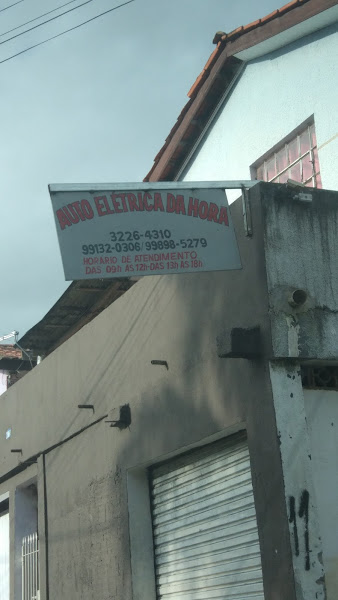 AUTO ELÉTRICA DA HORA
3226-4310
99132-0306/99898-5279
HORÁRIO DE ATENDIMENTO
DAS 09h ÀS 12h-DAS 13h ÀS 18h
11